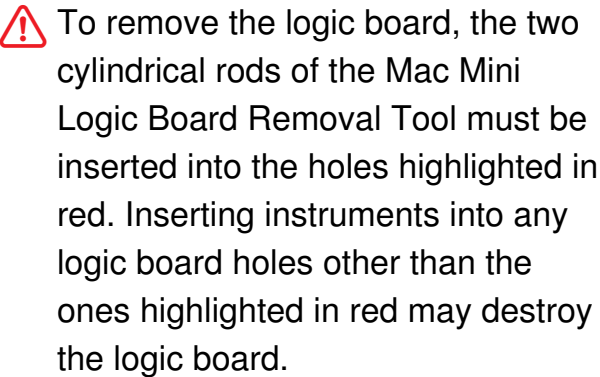 To remove the logic board, the two
cylindrical rods of the Mac Mini
Logic Board Removal Tool must be
inserted into the holes highlighted in
red. Inserting instruments into any
logic board holes other than the
ones highlighted in red may destroy
the logic board.